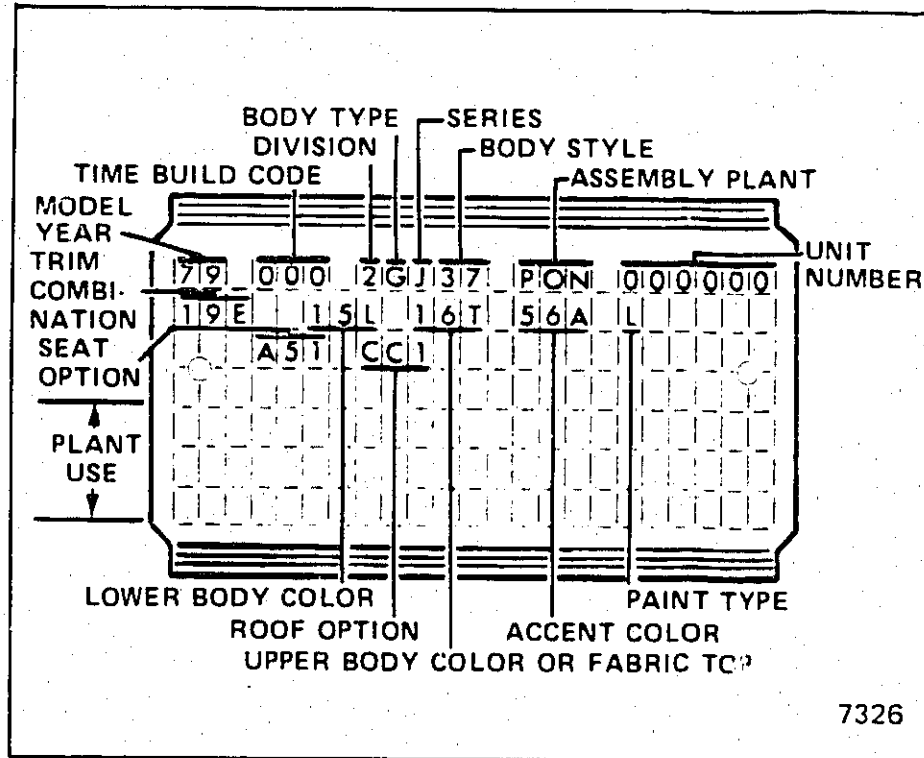 BODY TYPE SERIES
DIVISION BODY STYLE
TIME BUILD CODE ASSEMBLY PLANT
MODEL
YEAR
TRIM
COMBI-
NATION
SEAT
OPTION
UNIT
NUMBER
79 000 2GJ37 PON 000000
19E 15L 16T 56A L
A51 CC1
PLANT
USE
LOWER BODY COLOR PAINT TYPE
ROOF OPTION ACCENT COLOR
UPPER BODY COLOR OR FABRIC TOP
7326